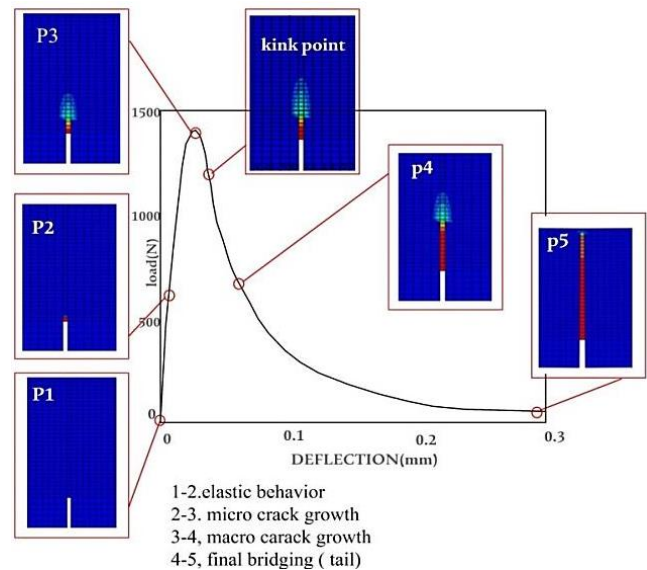 P3
kink point
1500
P2
1000
load(N)
p4
500
p5
P1
0
0
0.1
0.2
0.3
DEFLECTION(mm)
1-2.elastic behavior
2-3. micro crack growth
3-4, macro carack growth
4-5, final bridging ( tail)